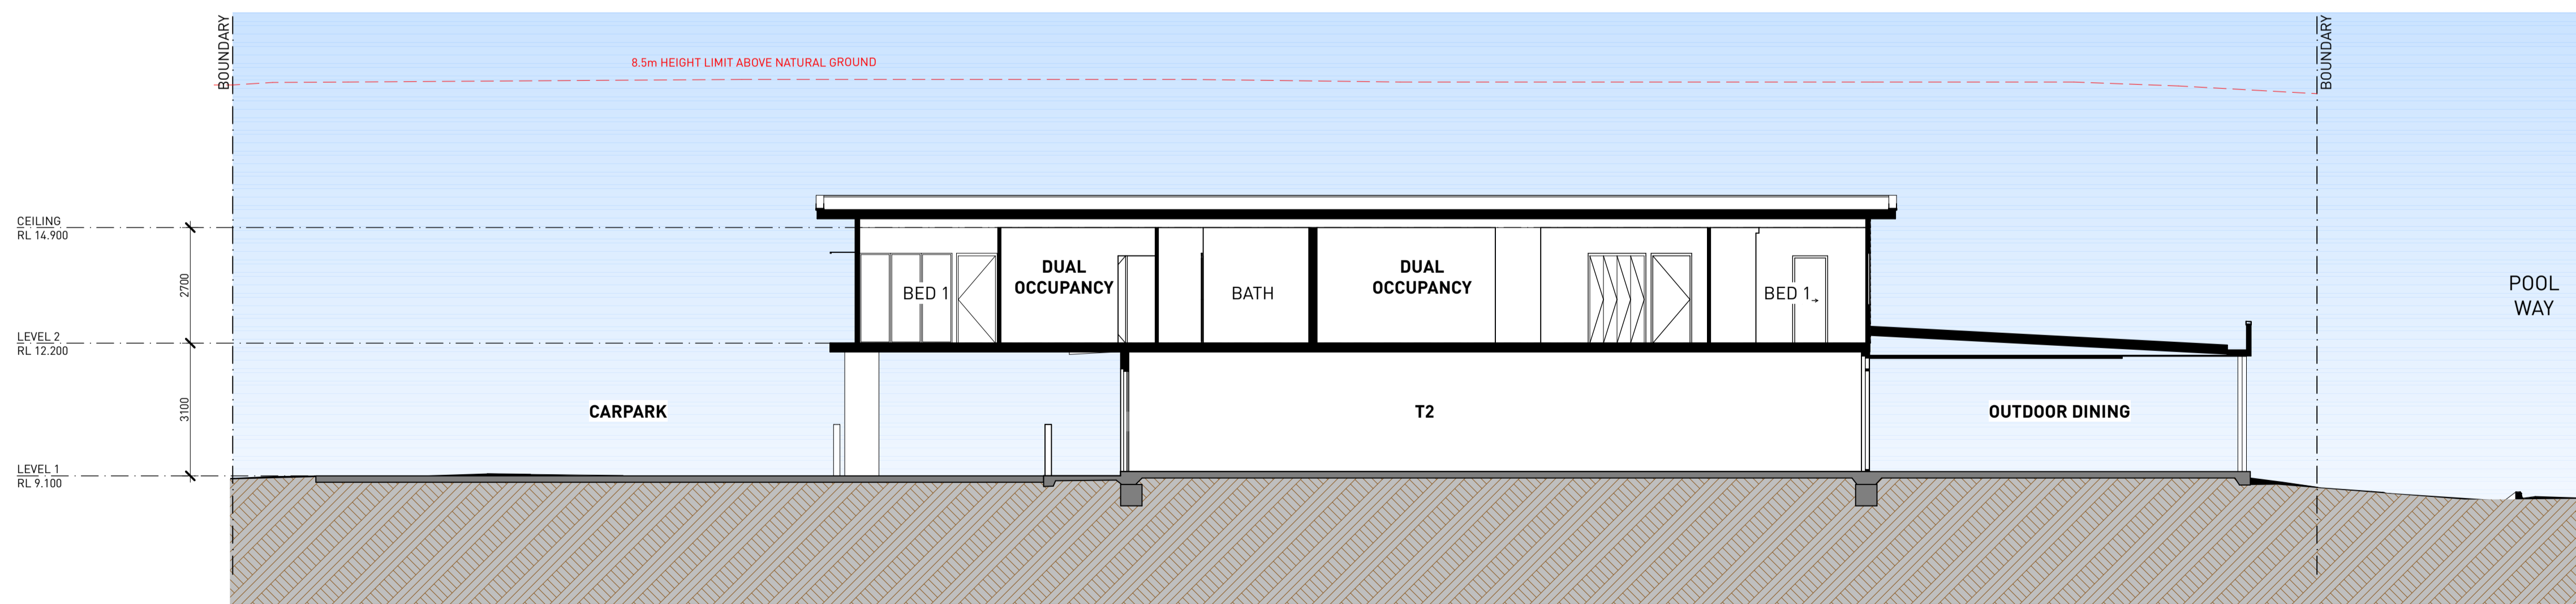 BOUNDARY
BOUNDARY
8.5m HEIGHT LIMIT ABOVE NATURAL GROUND
CEILING
RL 14.900
2700
DUAL
OCCUPANCY
DUAL
OCCUPANCY
BED 1
BATH
BED 1
POOL
WAY
LEVEL 2
RL 12.200
3100
CARPARK
T2
OUTDOOR DINING
LEVEL 1
RL 9.100